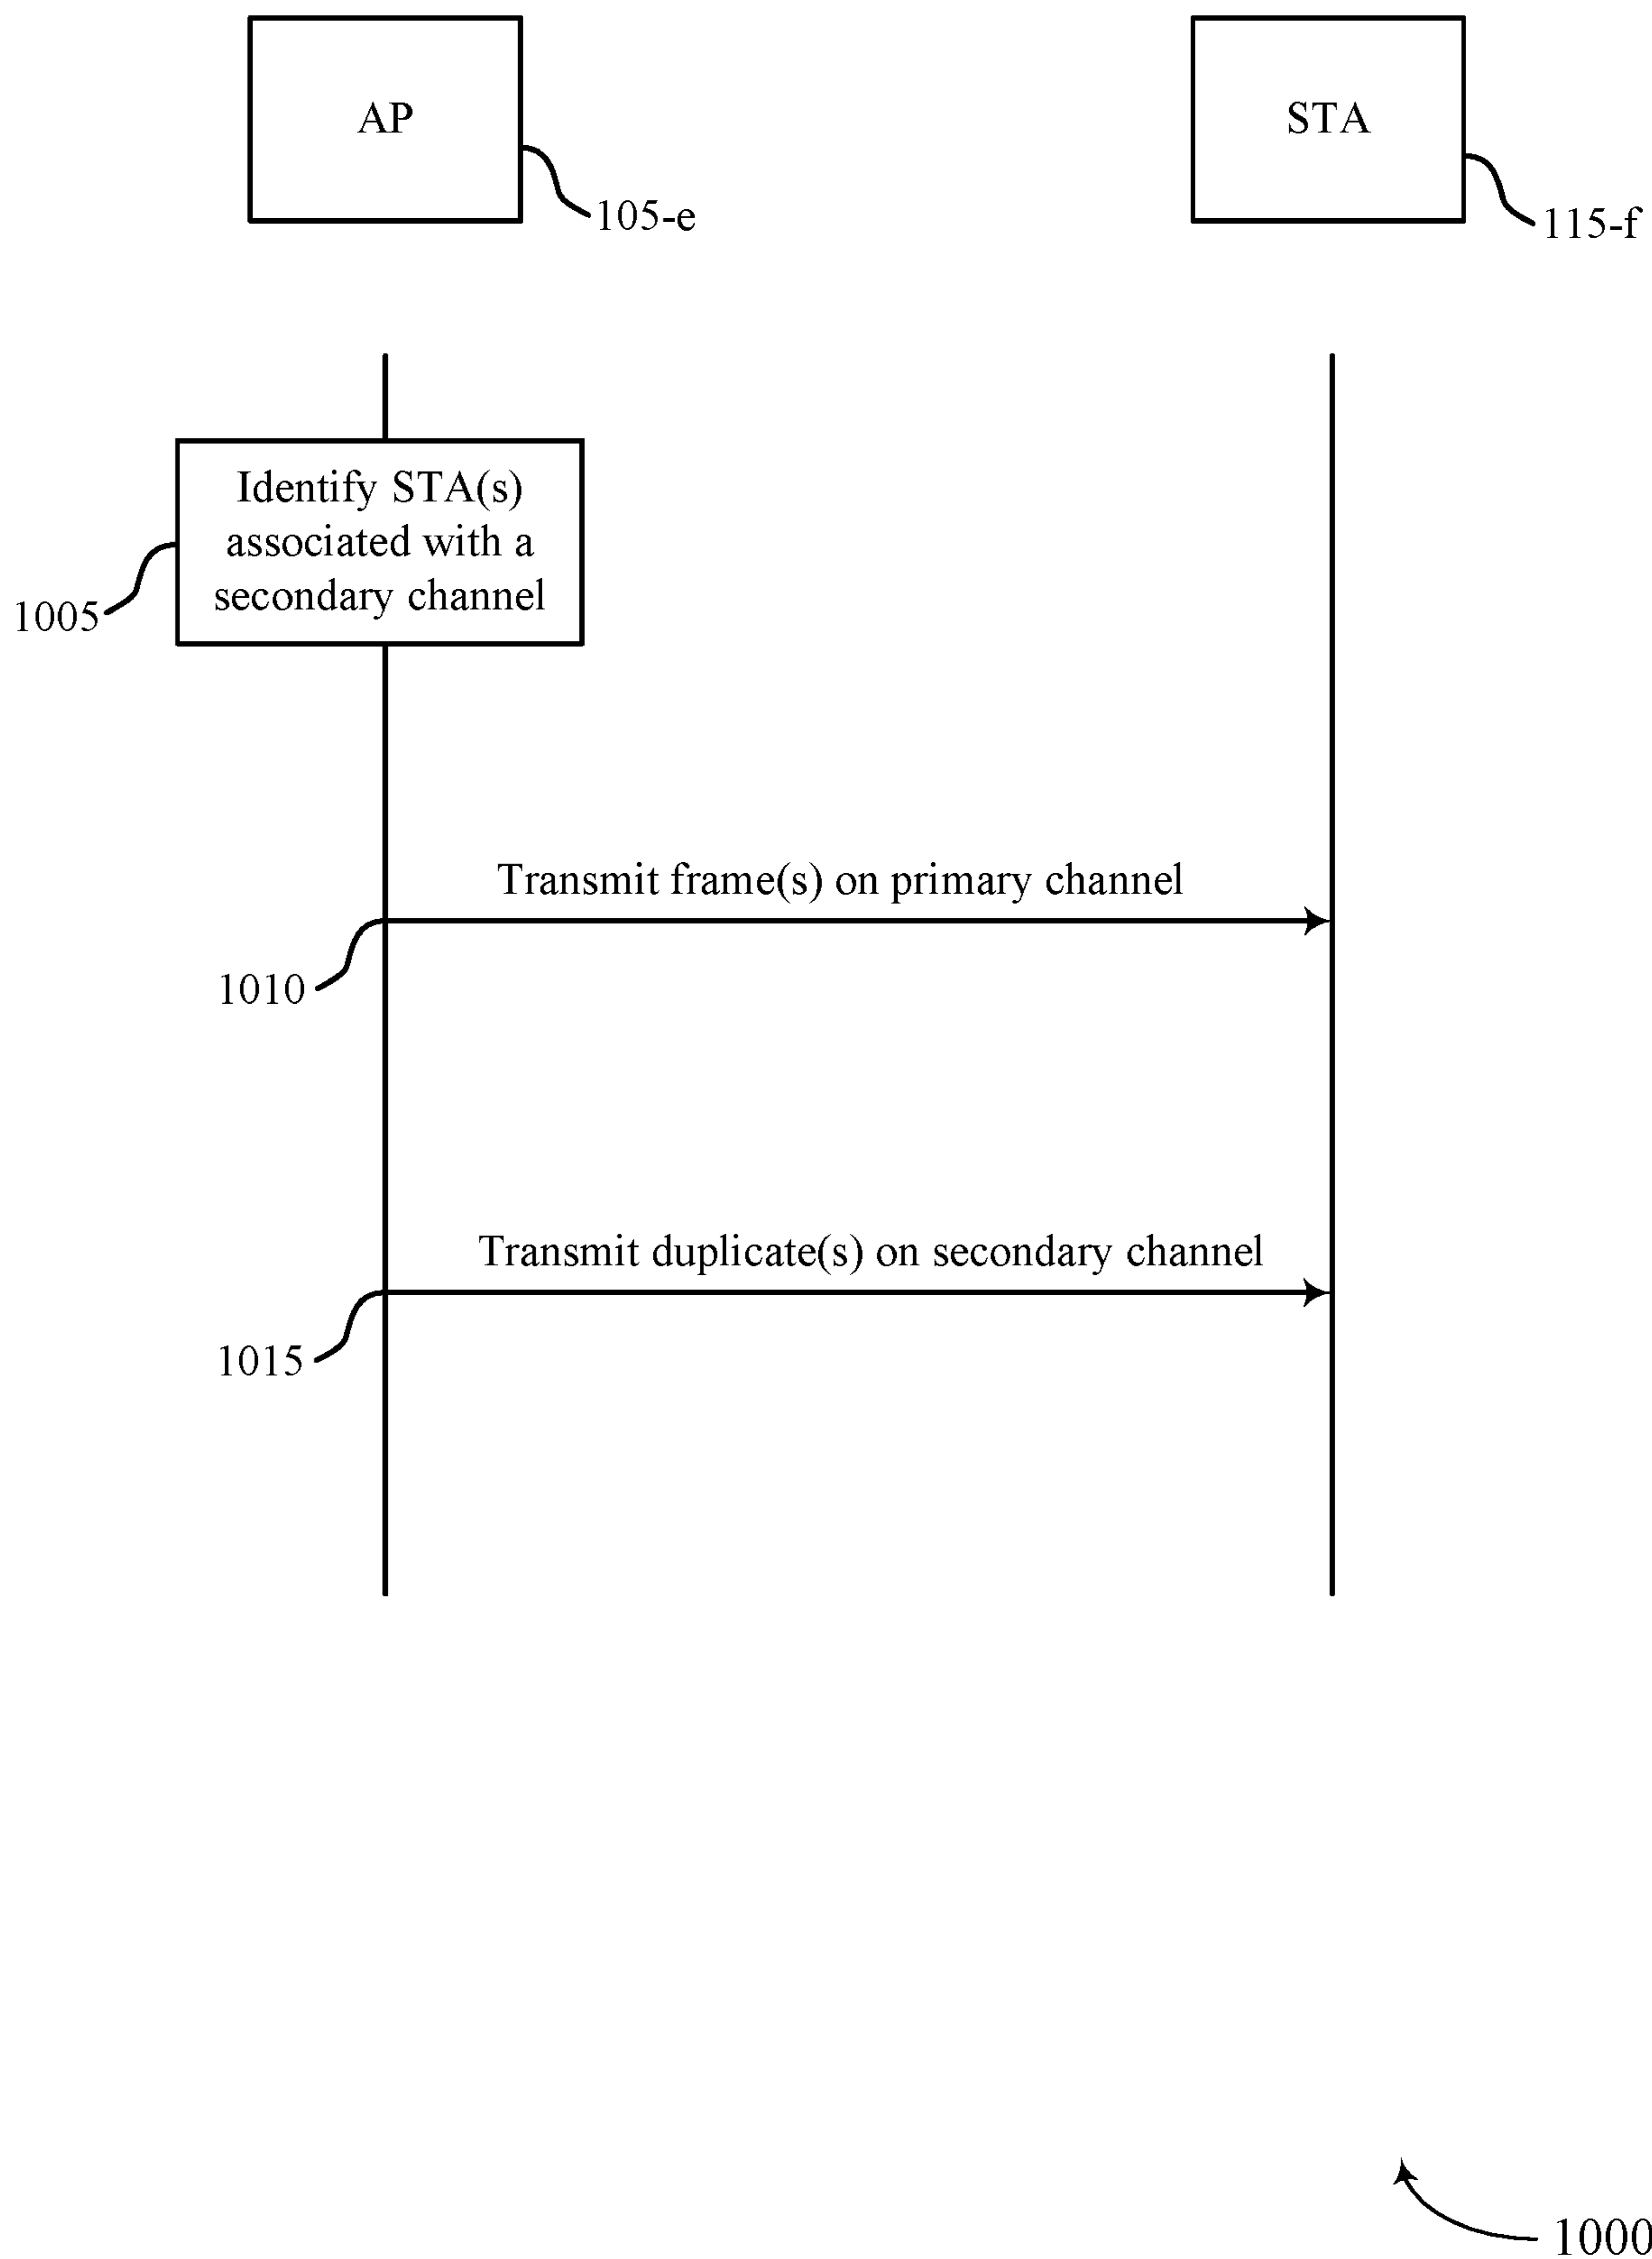 AP
STA
105-e
115-f
Identify STA(s)
associated with a
secondary channel
1005
Transmit frame(s) on primary channel
1010
Transmit duplicate(s) on secondary channel
1015
1000